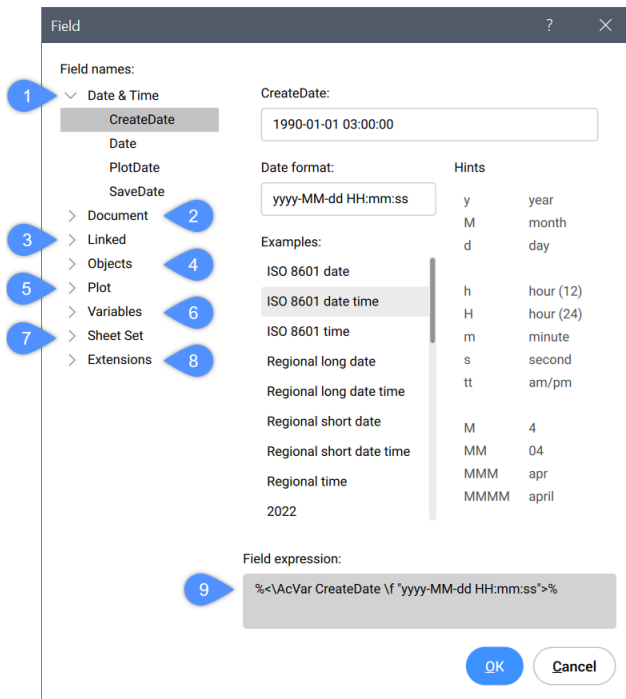 Field ? ×
Field names:
1 Date & Time
CreateDate
Date
PlotDate
SaveDate
Document 2
3 Linked
Objects 4
5 Plot
Variables 6
7 Sheet Set
Extensions 8
CreateDate:
1990-01-01 03:00:00
Date format:
yyyy-MM-dd HH:mm:ss
Examples:
ISO 8601 date
ISO 8601 date time
ISO 8601 time
Regional long date
Regional long date time
Regional short date
Regional short date time
Regional time
2022
Hints
y year
M month
d day
h hour (12)
H hour (24)
m minute
s second
tt am/pm
M 4
MM 04
MMM apr
MMMM april
Field expression:
9 %<\AcVar CreateDate \f "yyyy-MM-dd HH:mm:ss">%
OK Cancel